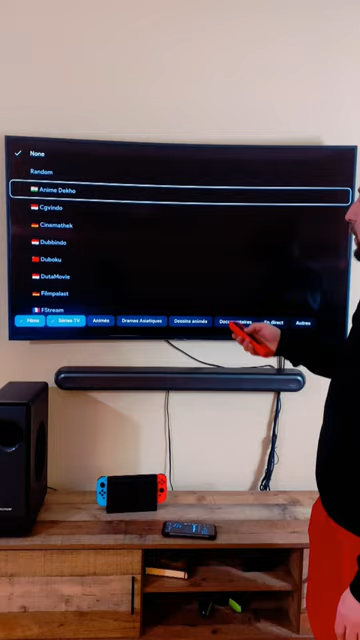 None
Random
Anime Dekho
Cgvindo
Cinemathek
Dubbindo
Duboku
DutaMovie
Filmpalast
FStream
Films
Séries TV
Animés
Dramas Asiatiques
Dessins animés
Documentaires
En direct
Autres